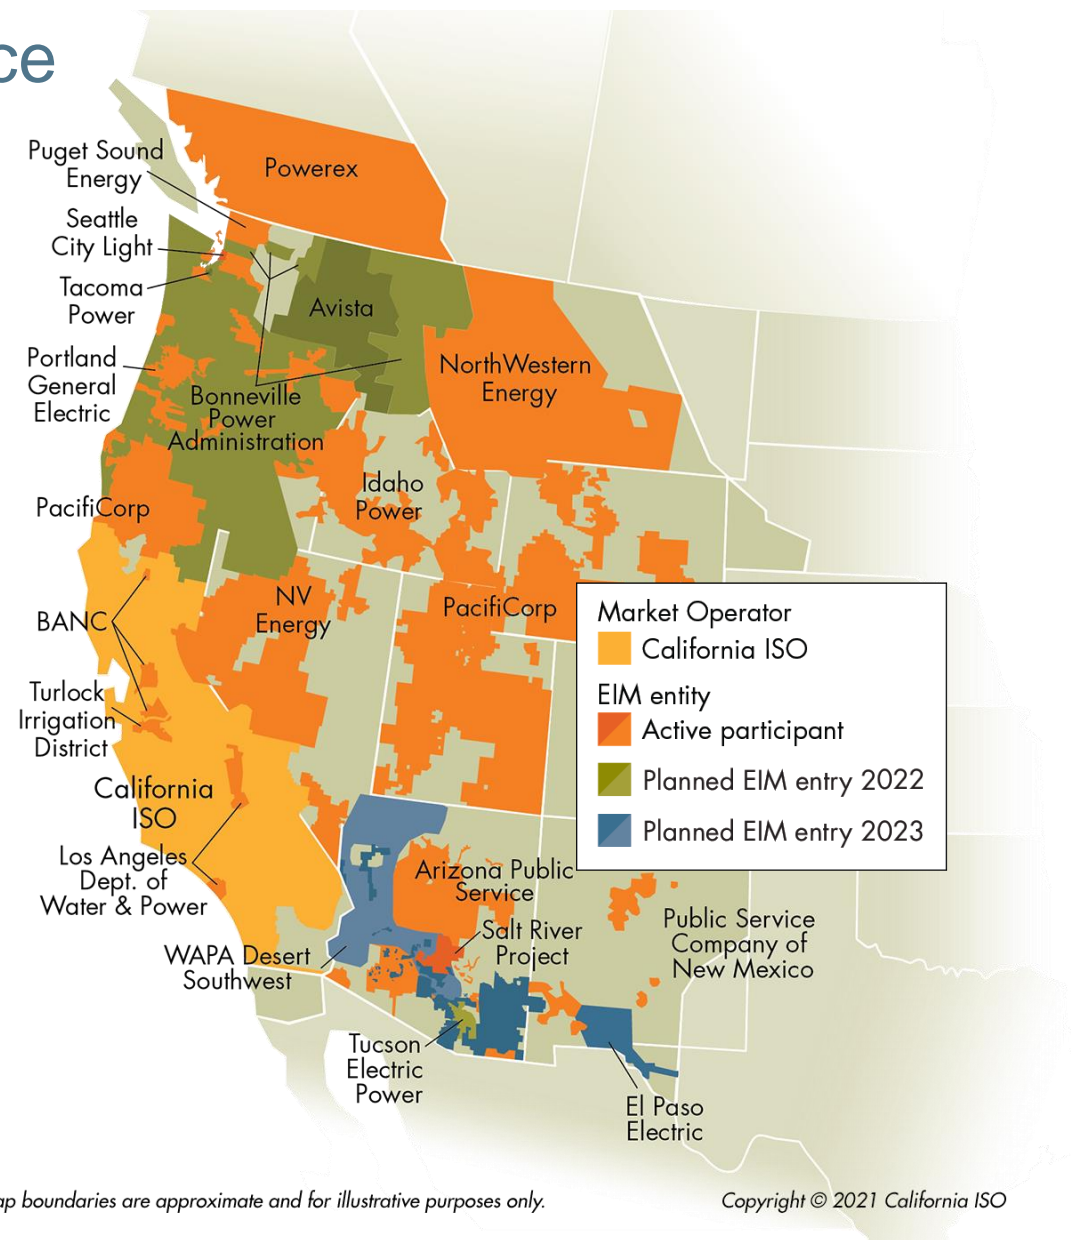 ce
Puget Sound
Energy
Powerex
Seattle
City Light
Tacoma
Power
Avista
Portland
General
Electric
NorthWestern
Energy
Bonneville
Power
Administration
Idaho
Power
PacifiCorp
NV
Energy
PacifiCorp
BANC
Turlock
Irrigation
District
California
ISO
Los Angeles
Dept. of
Water & Power
Market Operator
California ISO
EIM entity
Active participant
Planned EIM entry 2022
Planned EIM entry 2023
Arizona Public
Service
Salt River
Project
Public Service
Company of
New Mexico
WAPA Desert
Southwest
Tucson
Electric
Power
El Paso
Electric
ap boundaries are approximate and for illustrative purposes only.
Copyright © 2021 California ISO